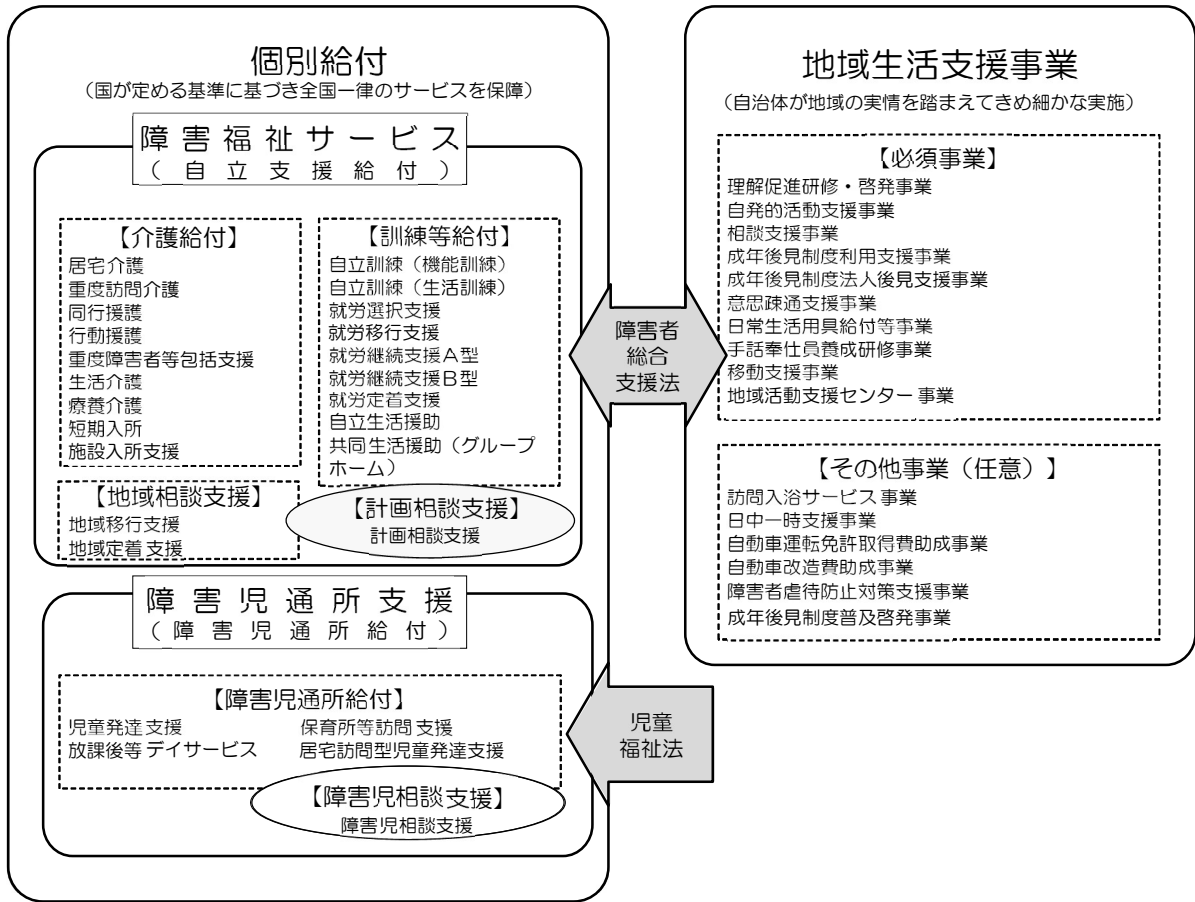 個別給付
（国が定める基準に基づき全国一律のサービスを保障）
障害福祉サービス
（自立支援給付）
【介護給付】
居宅介護
重度訪問介護
同行援護
行動援護
重度障害者等包括支援
生活介護
療養介護
短期入所
施設入所支援
【訓練等給付】
自立訓練（機能訓練）
自立訓練（生活訓練）
就労選択支援
就労移行支援
就労継続支援A型
就労継続支援B型
就労定着支援
自立生活援助
共同生活援助（グループ
ホーム）
【地域相談支援】
地域移行支援
地域定着支援
【計画相談支援】
計画相談支援
障害児通所支援
（障害児通所給付）
【障害児通所給付】
児童発達支援 保育所等訪問支援
放課後等デイサービス 居宅訪問型児童発達支援
【障害児相談支援】
障害児相談支援
障害者
総合
支援法
児童
福祉法
地域生活支援事業
（自治体が地域の実情を踏まえてきめ細かな実施）
【必須事業】
理解促進研修・啓発事業
自発的活動支援事業
相談支援事業
成年後見制度利用支援事業
成年後見制度法人後見支援事業
意思疎通支援事業
日常生活用具給付等事業
手話奉仕員養成研修事業
移動支援事業
地域活動支援センター事業
【その他事業（任意）】
訪問入浴サービス事業
日中一時支援事業
自動車運転免許取得費助成事業
自動車改造費助成事業
障害者虐待防止対策支援事業
成年後見制度普及啓発事業